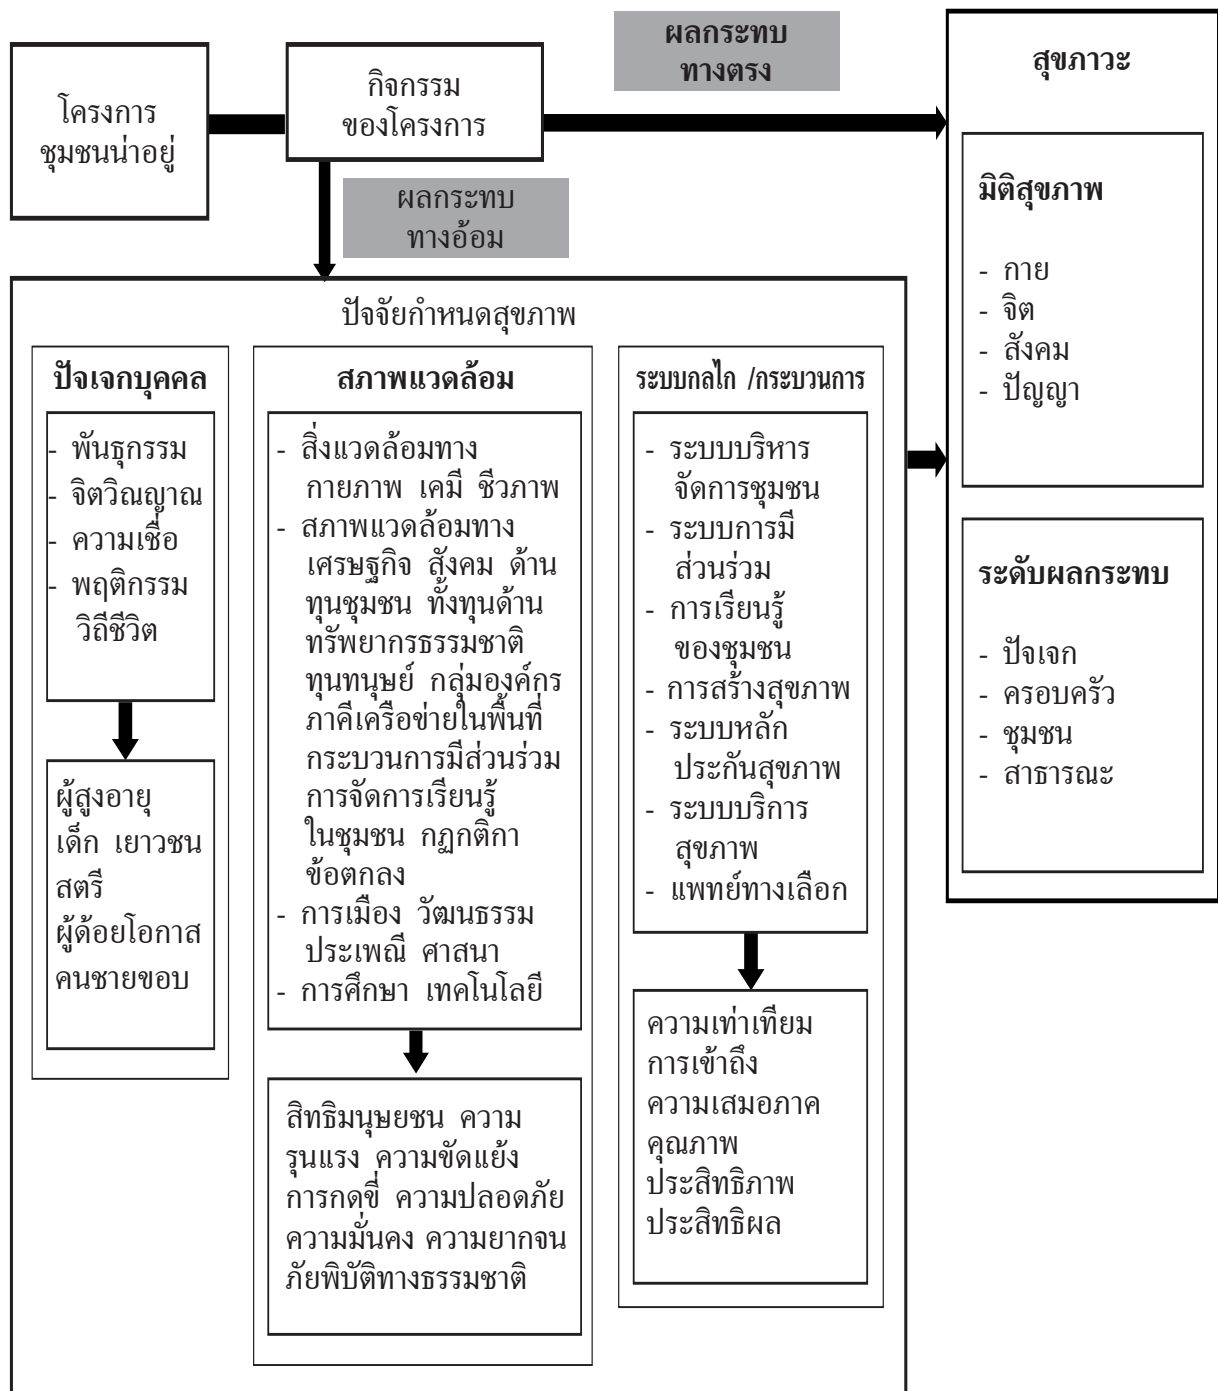 โครงการ
ชุมชนน่าอยู่
กิจกรรม
ของโครงการ
ผลกระทบ
ทางตรง
ผลกระทบ
ทางอ้อม
สุขภาวะ
มิติสุขภาพ
- กาย
- จิต
- สังคม
- ปัญญา
ระดับผลกระทบ
- ปัจเจก
- ครอบครัว
- ชุมชน
- สาธารณะ
ปัจจัยกำหนดสุขภาพ
ปัจเจกบุคคล
- พันธุกรรม
- จิตวิณญาณ
- ความเชื่อ
- พฤติกรรม
วิถีชีวิต
ผู้สูงอายุ
เด็ก เยาวชน
สตรี
ผู้ด้อยโอกาส
คนชายขอบ
สภาพแวดล้อม
- สิ่งแวดล้อมทาง
กายภาพ เคมี ชีวภาพ
- สภาพแวดล้อมทาง
เศรษฐกิจ สังคม ด้าน
ทุนชุมชน ทั้งทุนด้าน
ทรัพยากรธรรมชาติ
ทุนทนุษย์ กลุ่มองค์กร
ภาคีเครือข่ายในพื้นที่
กระบวนการมีส่วนร่วม
การจัดการเรียนรู้
ในชุมชน กฏกติกา
ข้อตกลง
- การเมือง วัฒนธรรม
ประเพณี ศาสนา
- การศึกษา เทคโนโลยี
สิทธิมนุษยชน ความ
รุนแรง ความขัดแย้ง
การกดขี่ ความปลอดภัย
ความมั่นคง ความยากจน
ภัยพิบัติทางธรรมชาติ
ระบบกลไก /กระบวนการ
- ระบบบริหาร
จัดการชุมชน
- ระบบการมี
ส่วนร่วม
- การเรียนรู้
ของชุมชน
- การสร้างสุขภาพ
- ระบบหลัก
ประกันสุขภาพ
- ระบบบริการ
สุขภาพ
- แพทย์ทางเลือก
ความเท่าเทียม
การเข้าถึง
ความเสมอภาค
คุณภาพ
ประสิทธิภาพ
ประสิทธิผล